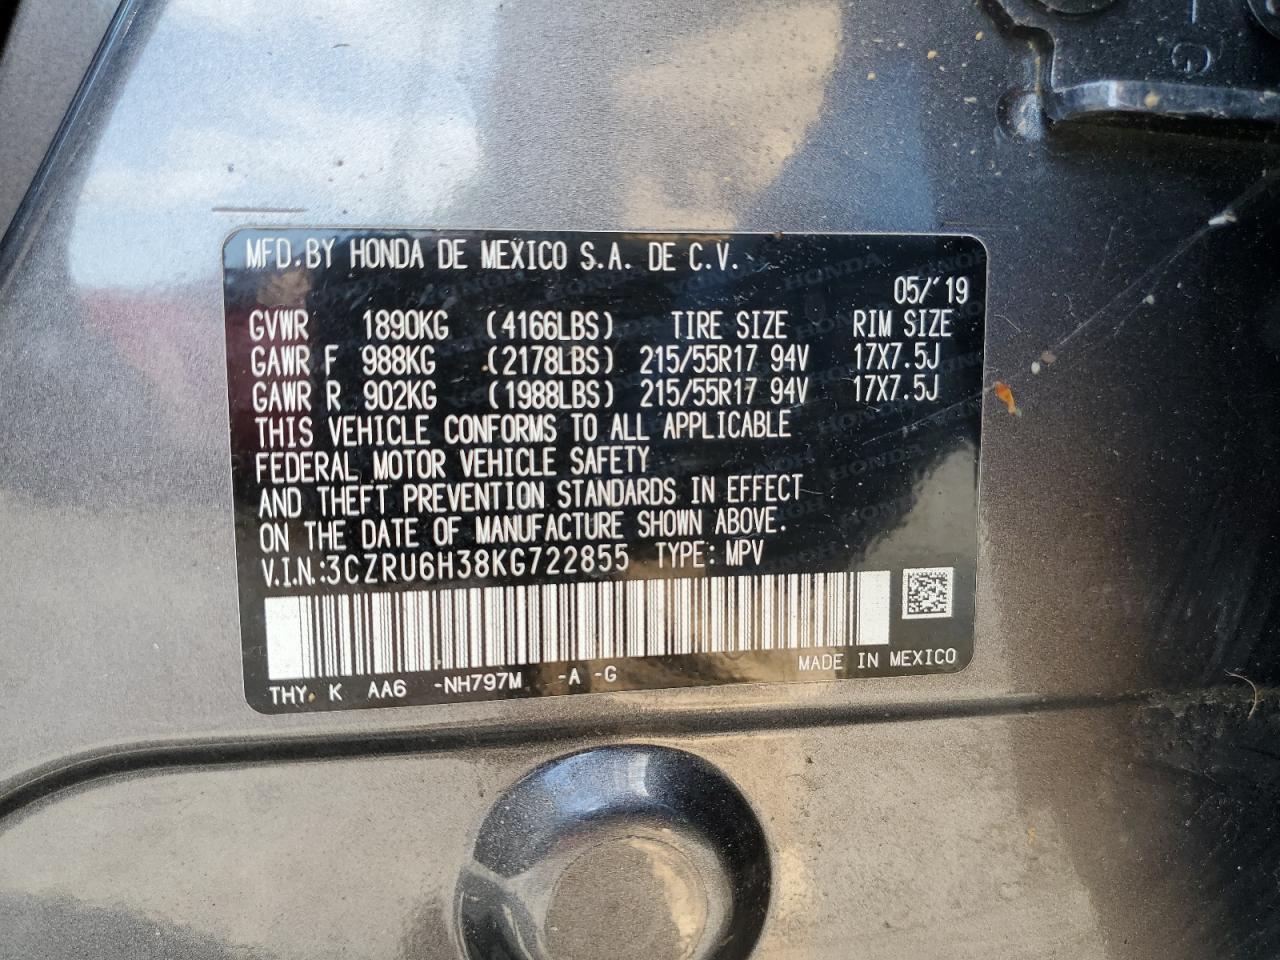 MFD.BY HONDA DE MEXICO S.A. DE C.V.
05/'19
GVWR 1890KG (4166LBS) TIRE SIZE RIM SIZE
GAWR F 988KG (2178LBS) 215/55R17 94V 17X7.5J
GAWR R 902KG (1988LBS) 215/55R17 94V 17X7.5J
THIS VEHICLE CONFORMS TO ALL APPLICABLE
FEDERAL MOTOR VEHICLE SAFETY
AND THEFT PREVENTION STANDARDS IN EFFECT
ON THE DATE OF MANUFACTURE SHOWN ABOVE.
V.I.N.:3CZRU6H38KG722855 TYPE: MPV
MADE IN MEXICO
THY K AA6 -NH797M -A -G